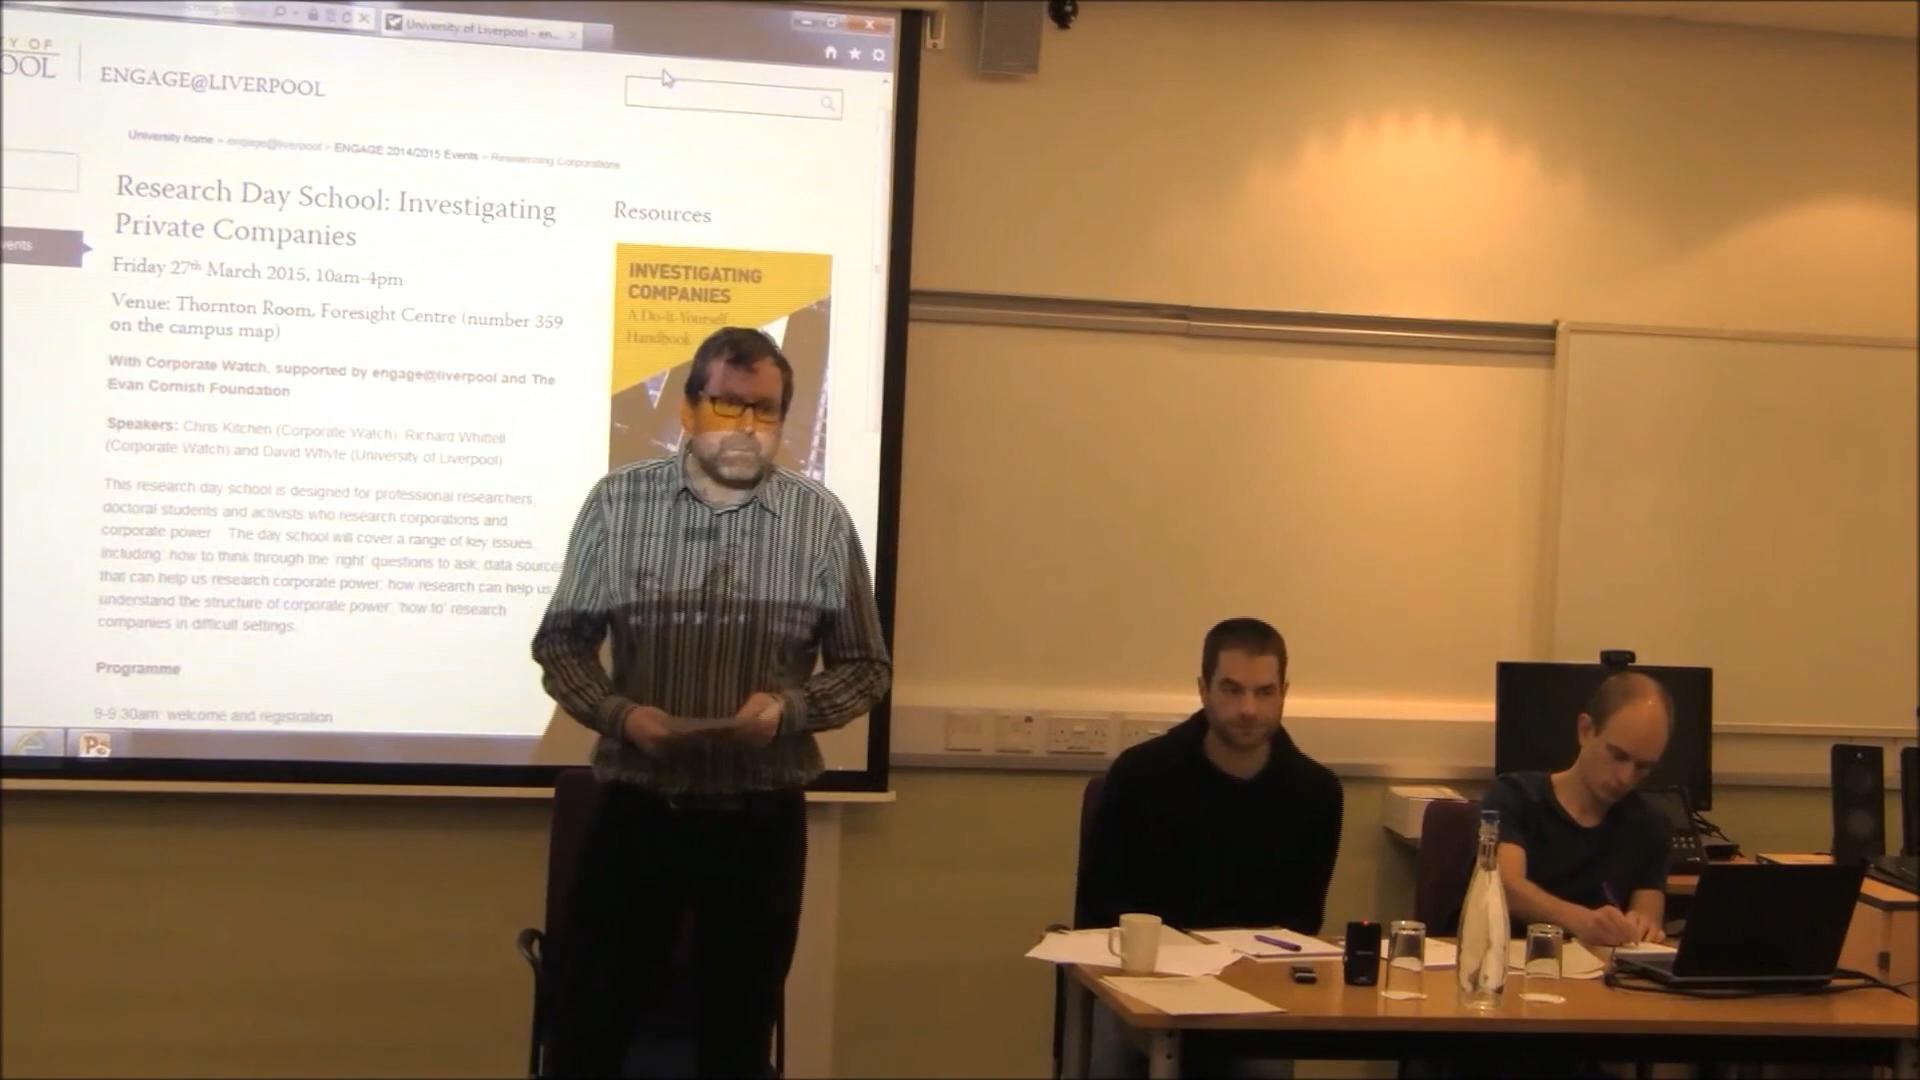 University of Liverpool - en...
Y OF
OOL
ENGAGE@LIVERPOOL
University home > engage@liverpool > ENGAGE 2014/2015 Events > Researching Corporations
Research Day School: Investigating
Private Companies
Resources
vents
Friday 27th March 2015, 10am-4pm
Venue: Thornton Room, Foresight Centre (number 359
on the campus map)
INVESTIGATING
COMPANIES
A Do-It-Yourself
Handbook
With Corporate Watch, supported by engage@liverpool and The
Evan Cornish Foundation
Speakers: Chris Kitchen (Corporate Watch), Richard Whittell
(Corporate Watch) and David Whyte (University of Liverpool)
This research day school is designed for professional researchers,
doctoral students and activists who research corporations and
corporate power. The day school will cover a range of key issues
including: how to think through the 'right' questions to ask; data source
that can help us research corporate power; how research can help us
understand the structure of corporate power; 'how to' research
companies in difficult settings.
Programme
9-9.30am: welcome and registration